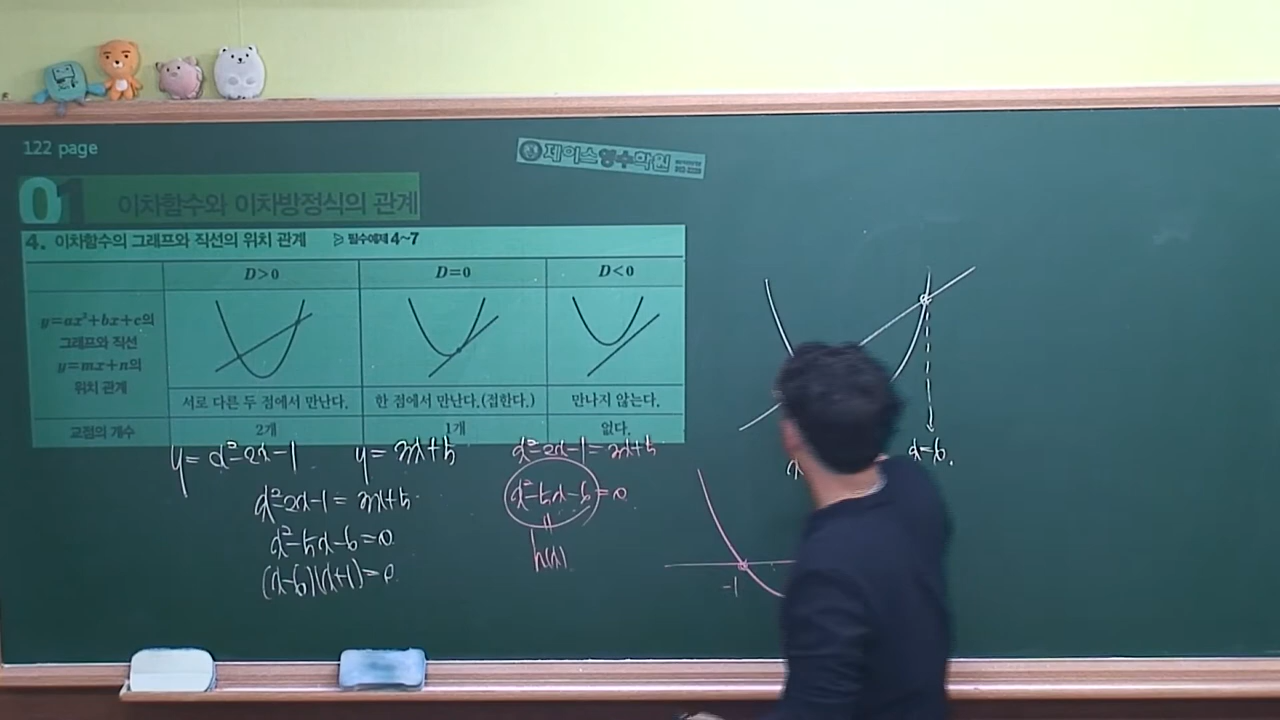 122 page
제이스영수학원
01 이차함수와 이차방정식의 관계
4. 이차함수의 그래프와 직선의 위치 관계 ▷ 필수예제 4~7
D>0 D=0 D<0
y=ax²+bx+c의
그래프와 직선
y=mx+n의
위치 관계
서로 다른 두 점에서 만난다. 한 점에서 만난다.(접한다.) 만나지 않는다.
교점의 개수 2개 1개 없다.
y=x²-2x-1 y=3x+5
x²-2x-1=3x+5
x²-5x-6=0
(x-6)(x+1)=0
x²-2x-1=3x+5
x²-5x-6=0
h(x)
x=6.
-1